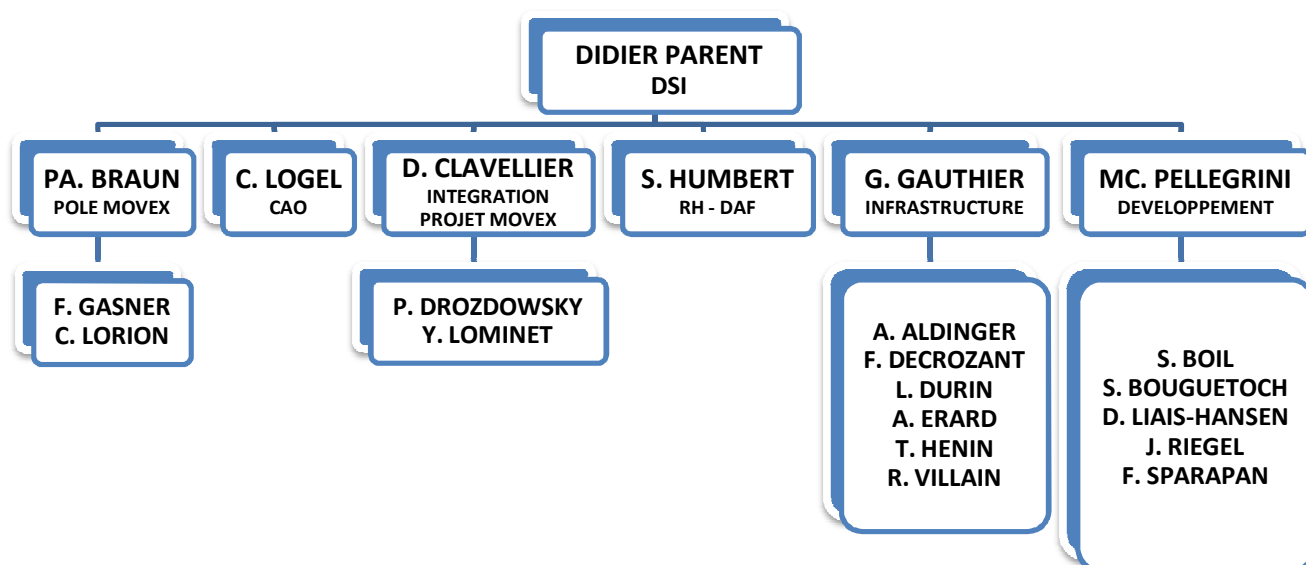 DIDIER PARENT
DSI
PA. BRAUN
POLE MOVEX
C. LOGEL
CAO
D. CLAVELLIER
INTEGRATION
PROJET MOVEX
S. HUMBERT
RH - DAF
G. GAUTHIER
INFRASTRUCTURE
MC. PELLEGRINI
DEVELOPPEMENT
F. GASNER
C. LORION
P. DROZDOWSKY
Y. LOMINET
A. ALDINGER
F. DECROZANT
L. DURIN
A. ERARD
T. HENIN
R. VILLAIN
S. BOIL
S. BOUGUETOCH
D. LIAIS-HANSEN
J. RIEGEL
F. SPARAPAN